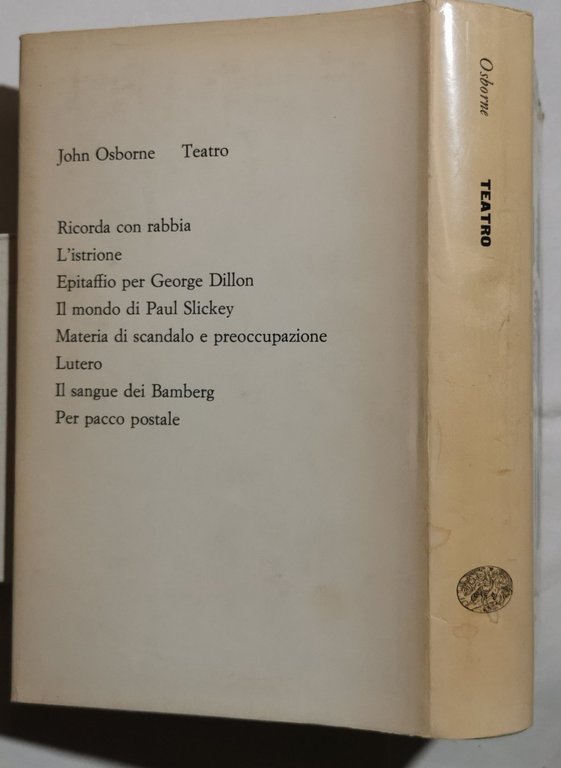 John Osborne Teatro
Ricorda con rabbia
L'istrione
Epitaffio per George Dillon
Il mondo di Paul Slickey
Materia di scandalo e preoccupazione
Lutero
Il sangue dei Bamberg
Per pacco postale
Osborne
TEATRO